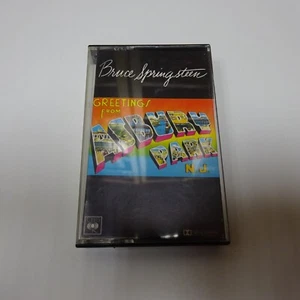 Bruce Springsteen
GREETINGS
from
ASBURY
PARK
N.J.